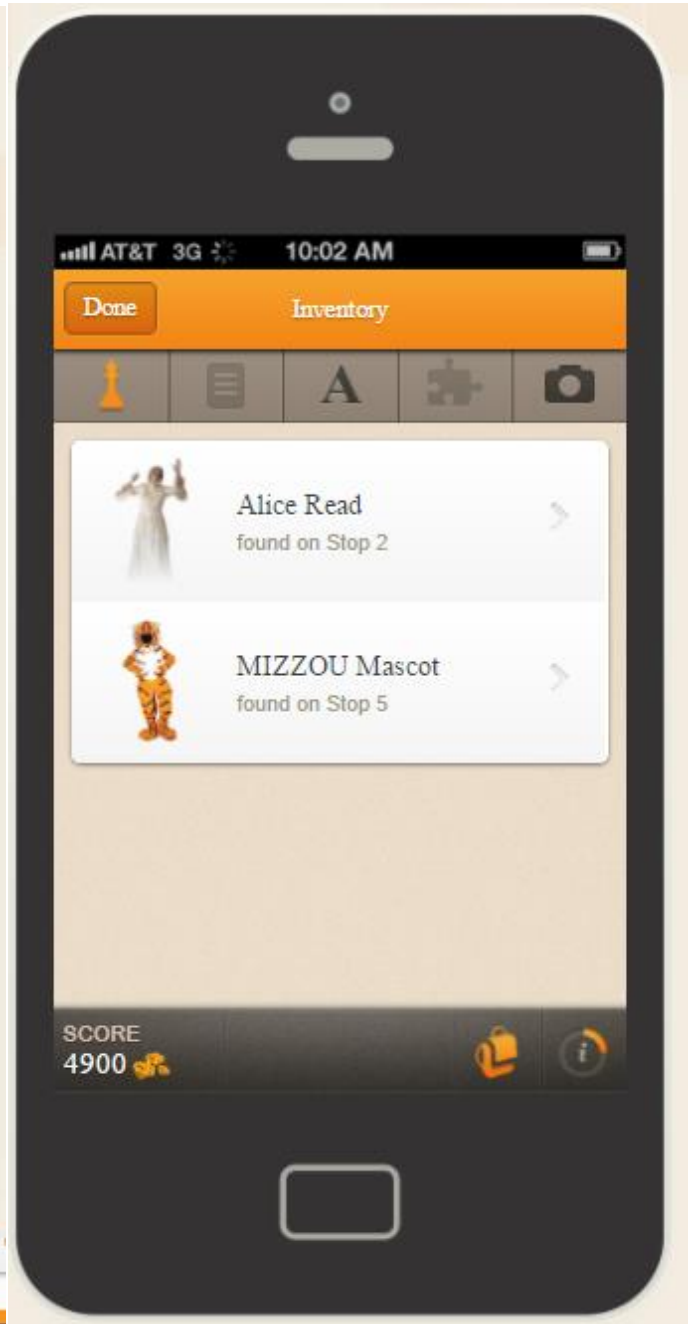 AT&T 3G 10:02 AM
Done Inventory
A
Alice Read
found on Stop 2
MIZZOU Mascot
found on Stop 5
SCORE
4900
i